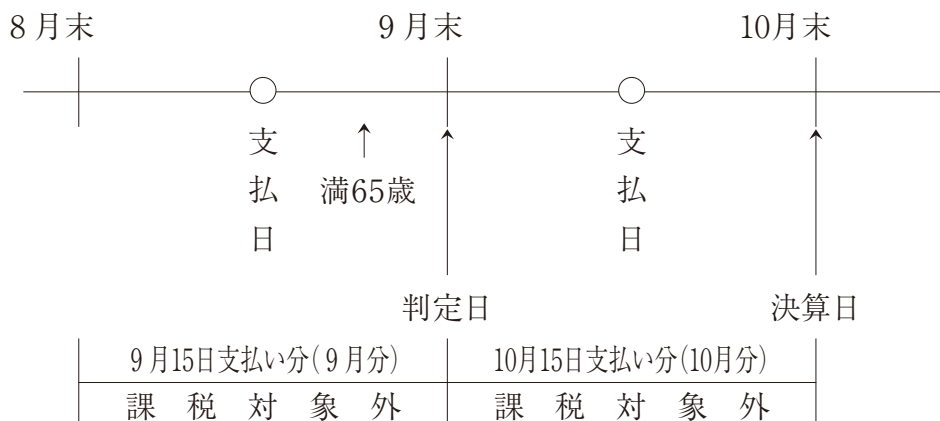 8月末 9月末 10月末
支払日 満65歳 支払日
判定日 決算日
9月15日支払い分(9月分) 10月15日支払い分(10月分)
課税対象外 課税対象外